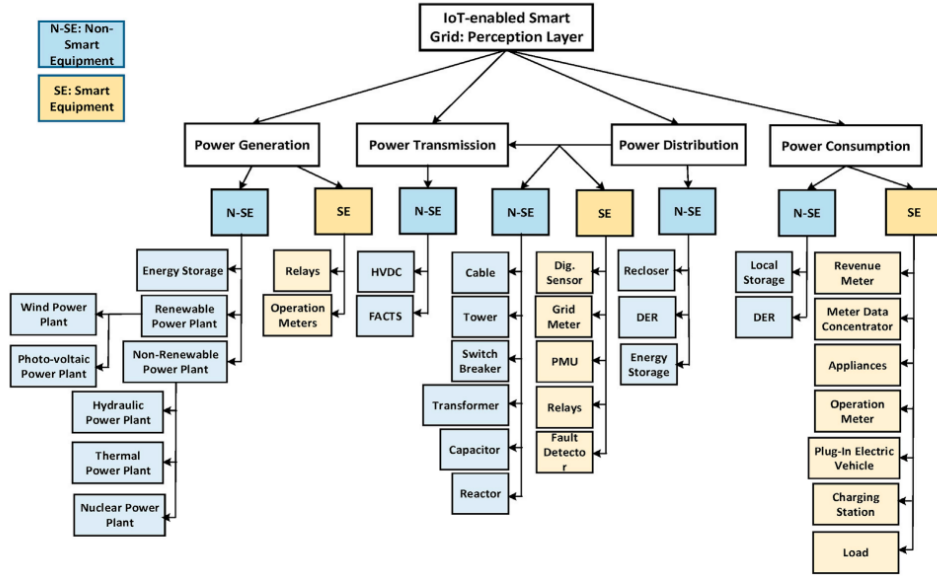 IoT-enabled Smart
Grid: Perception Layer
N-SE: Non-
Smart
Equipment
SE: Smart
Equipment
Power Generation
Power Transmission
Power Distribution
Power Consumption
N-SE
SE
N-SE
N-SE
SE
N-SE
N-SE
SE
Energy Storage
Renewable
Power Plant
Wind Power
Plant
Photo-voltaic
Power Plant
Non-Renewable
Power Plant
Hydraulic
Power Plant
Thermal
Power Plant
Nuclear Power
Plant
Relays
Operation
Meters
HVDC
FACTS
Cable
Tower
Switch
Breaker
Transformer
Capacitor
Reactor
Dig.
Sensor
Grid
Meter
PMU
Relays
Fault
Detecto
r
Recloser
DER
Energy
Storage
Local
Storage
DER
Revenue
Meter
Meter Data
Concentrator
Appliances
Operation
Meter
Plug-In Electric
Vehicle
Charging
Station
Load